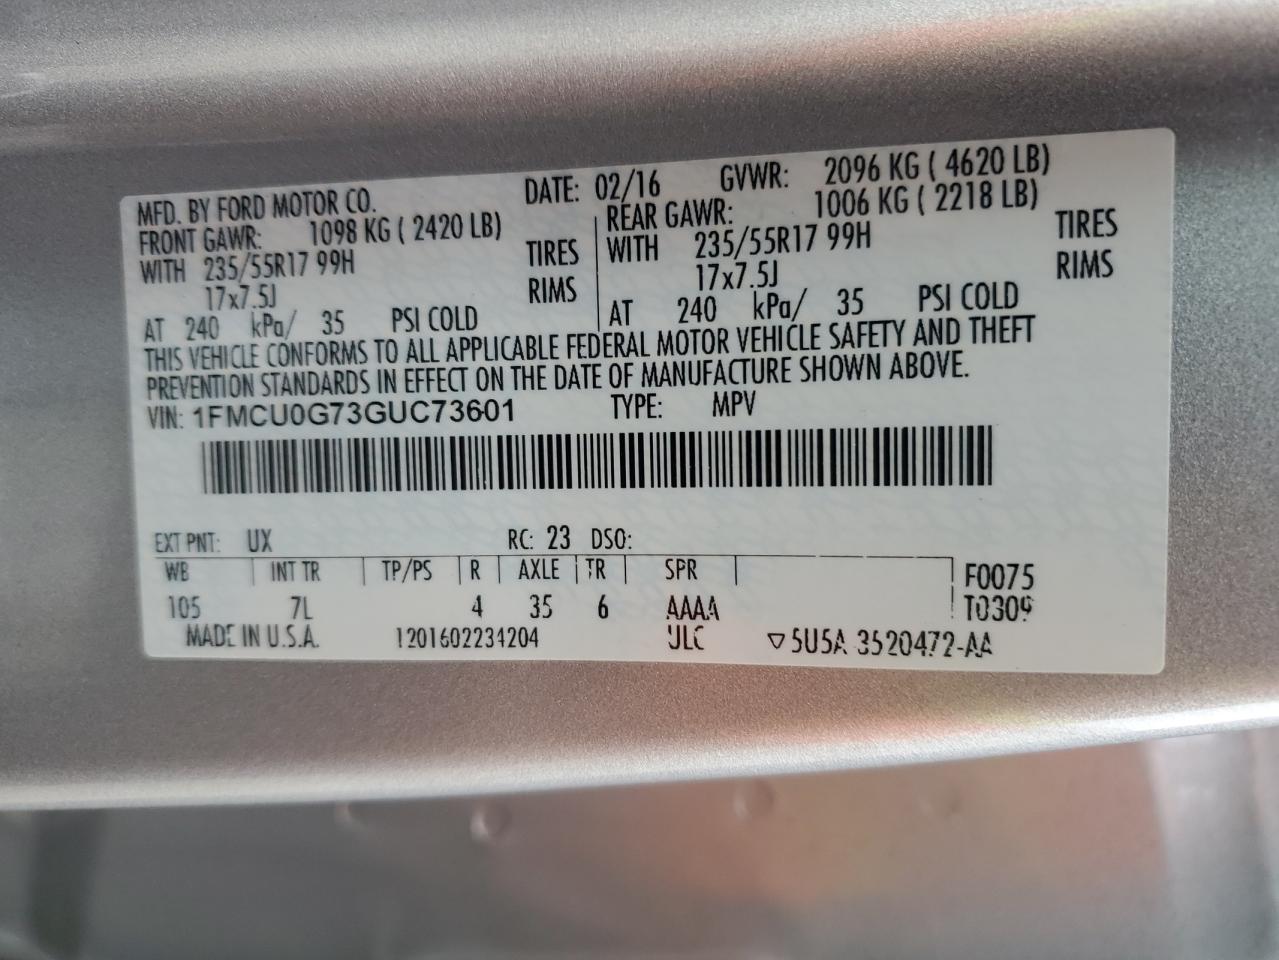 MFD. BY FORD MOTOR CO. DATE: 02/16 GVWR: 2096 KG ( 4620 LB)
FRONT GAWR: 1098 KG ( 2420 LB) REAR GAWR: 1006 KG ( 2218 LB)
WITH 235/55R17 99H TIRES WITH 235/55R17 99H TIRES
17x7.5J RIMS 17x7.5J RIMS
AT 240 kPa/ 35 PSI COLD AT 240 kPa/ 35 PSI COLD
THIS VEHICLE CONFORMS TO ALL APPLICABLE FEDERAL MOTOR VEHICLE SAFETY AND THEFT
PREVENTION STANDARDS IN EFFECT ON THE DATE OF MANUFACTURE SHOWN ABOVE.
VIN: 1FMCU0G73GUC73601 TYPE: MPV
EXT PNT: UX RC: 23 DSO:
WB INT TR TP/PS R AXLE TR SPR F0075
105 7L 4 35 6 AAAA T0309
MADE IN U.S.A. 1201602234204 ULC ▽5U5A 3520472-AA